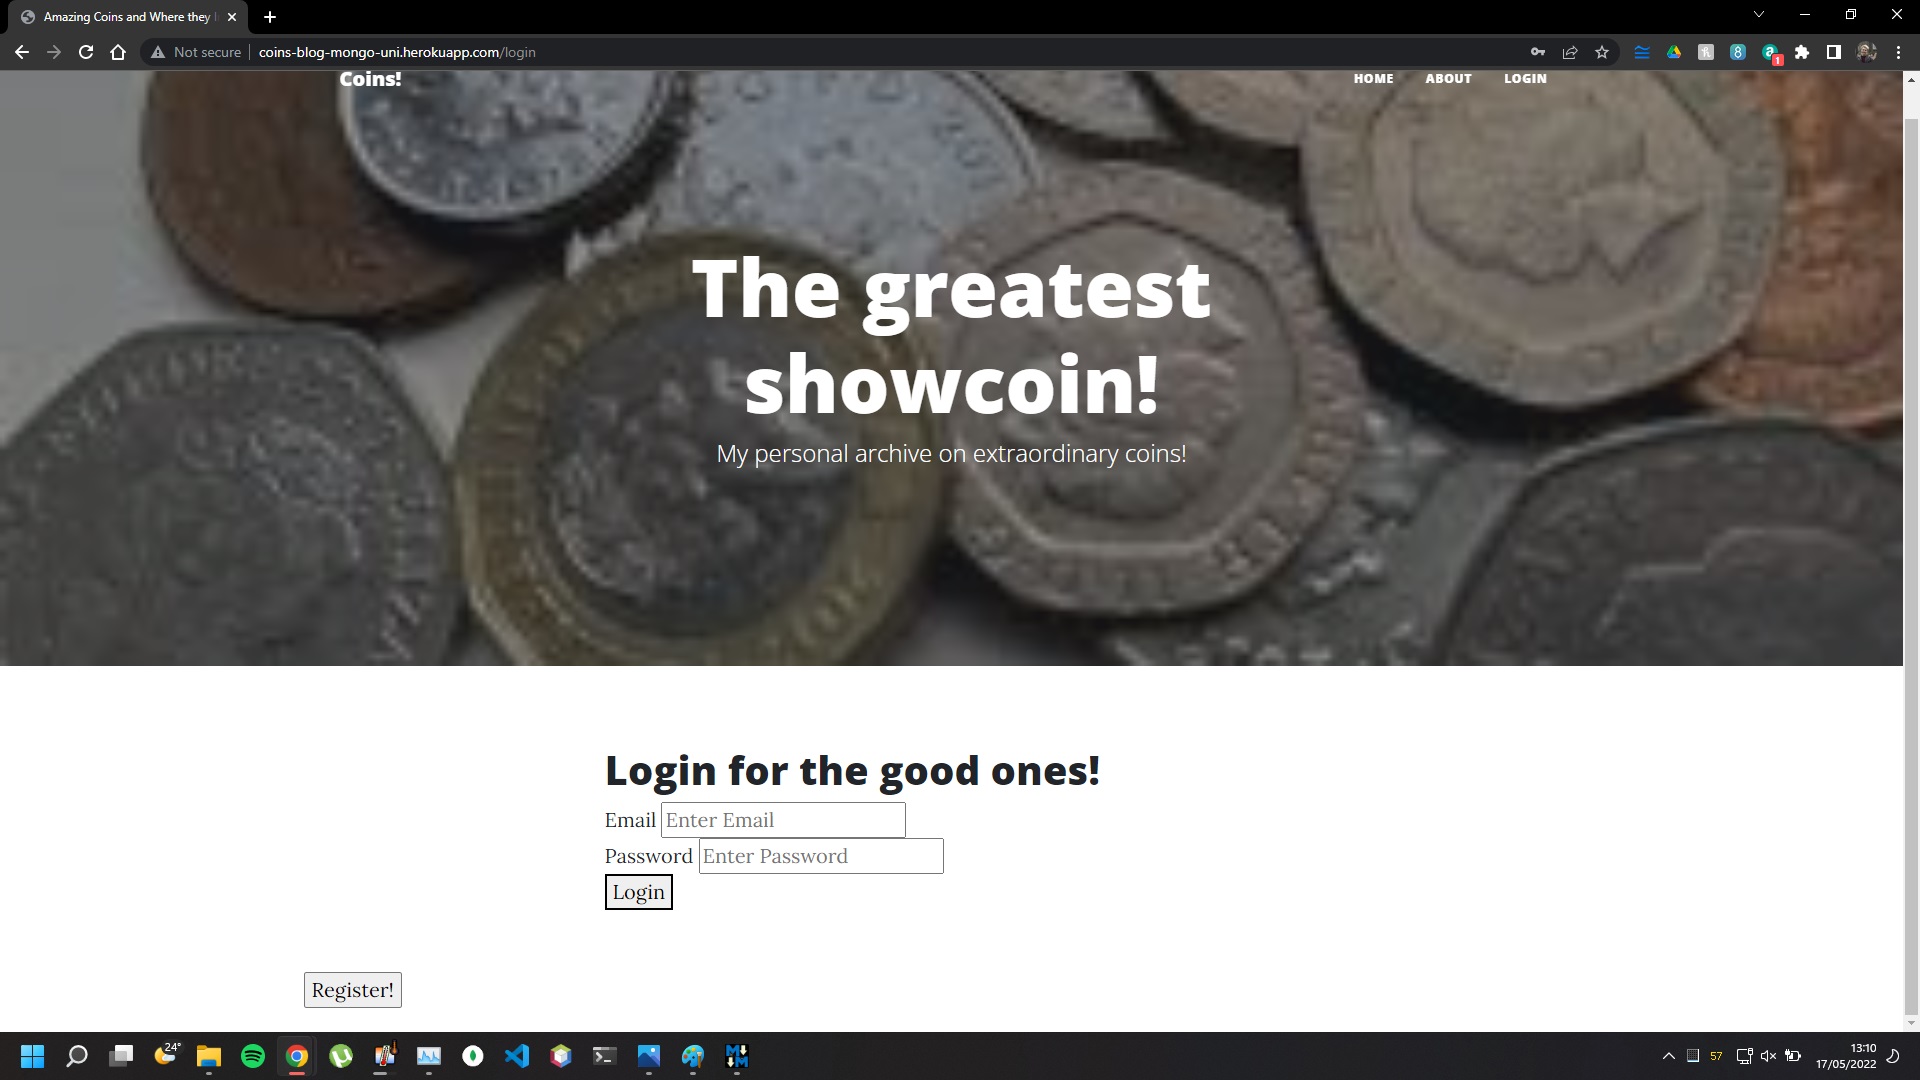 Amazing Coins and Where they
Not secure
coins-blog-mongo-uni.herokuapp.com/login
1
Coins!
HOME
ABOUT
LOGIN
The greatest
showcoin!
My personal archive on extraordinary coins!
Login for the good ones!
Email
Enter Email
Password
Enter Password
Login
Register!
24°
57
13:10
17/05/2022